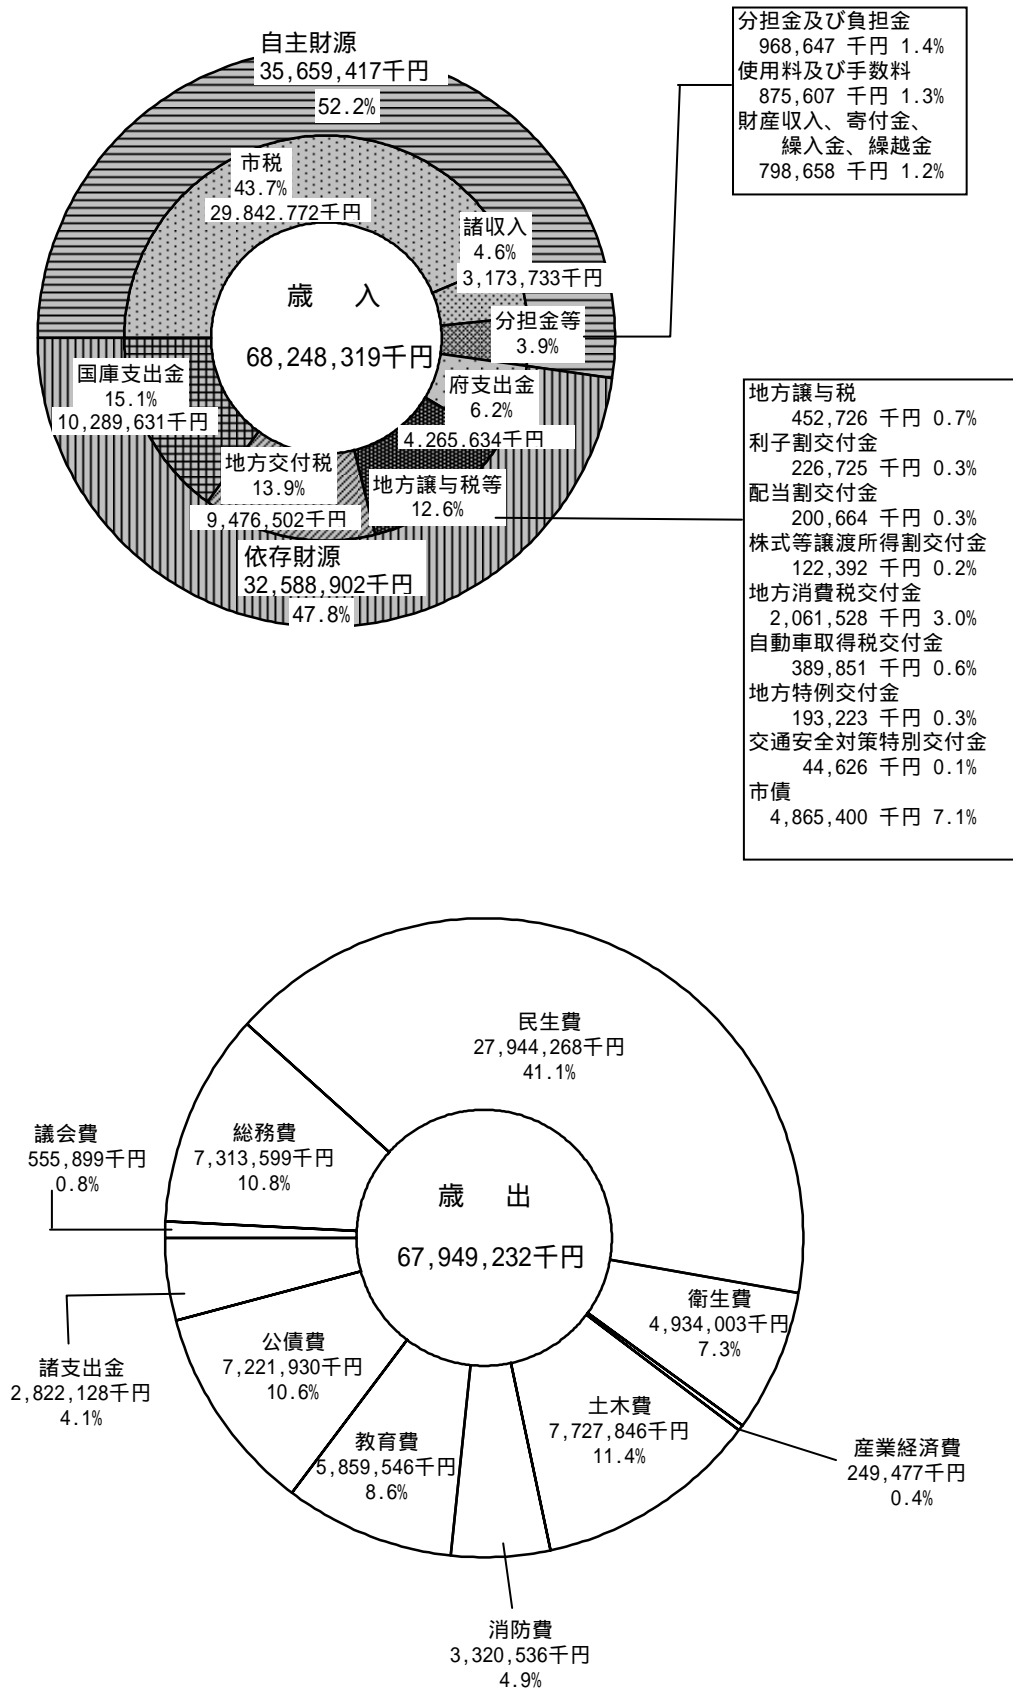 自主財源
35,659,417千円
52.2%
市税
43.7%
29.842.772千円
諸収入
4.6%
3,173,733千円
分担金等
3.9%
歳 入
68,248,319千円
国庫支出金
15.1%
10,289,631千円
府支出金
6.2%
4.265.634千円
地方交付税
13.9%
9,476,502千円
地方譲与税等
12.6%
依存財源
32,588,902千円
47.8%
分担金及び負担金
968,647 千円 1.4%
使用料及び手数料
875,607 千円 1.3%
財産収入、寄付金、
繰入金、繰越金
798,658 千円 1.2%
地方譲与税
452,726 千円 0.7%
利子割交付金
226,725 千円 0.3%
配当割交付金
200,664 千円 0.3%
株式等譲渡所得割交付金
122,392 千円 0.2%
地方消費税交付金
2,061,528 千円 3.0%
自動車取得税交付金
389,851 千円 0.6%
地方特例交付金
193,223 千円 0.3%
交通安全対策特別交付金
44,626 千円 0.1%
市債
4,865,400 千円 7.1%
民生費
27,944,268千円
41.1%
議会費
555,899千円
0.8%
総務費
7,313,599千円
10.8%
歳 出
67,949,232千円
衛生費
4,934,003千円
7.3%
諸支出金
2,822,128千円
4.1%
公債費
7,221,930千円
10.6%
土木費
7,727,846千円
11.4%
教育費
5,859,546千円
8.6%
産業経済費
249,477千円
0.4%
消防費
3,320,536千円
4.9%